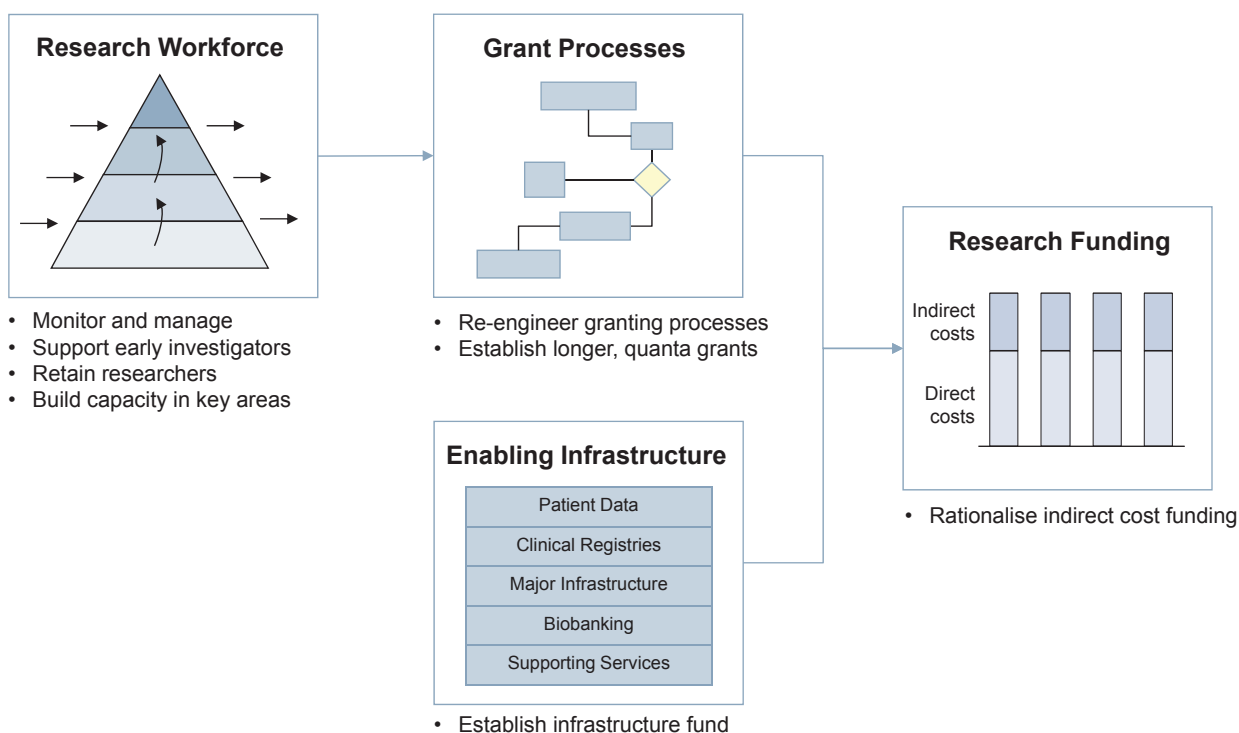 Research Workforce
• Monitor and manage
• Support early investigators
• Retain researchers
• Build capacity in key areas
Grant Processes
• Re-engineer granting processes
• Establish longer, quanta grants
Enabling Infrastructure
Patient Data
Clinical Registries
Major Infrastructure
Biobanking
Supporting Services
• Establish infrastructure fund
Research Funding
Indirect
costs
Direct
costs
• Rationalise indirect cost funding